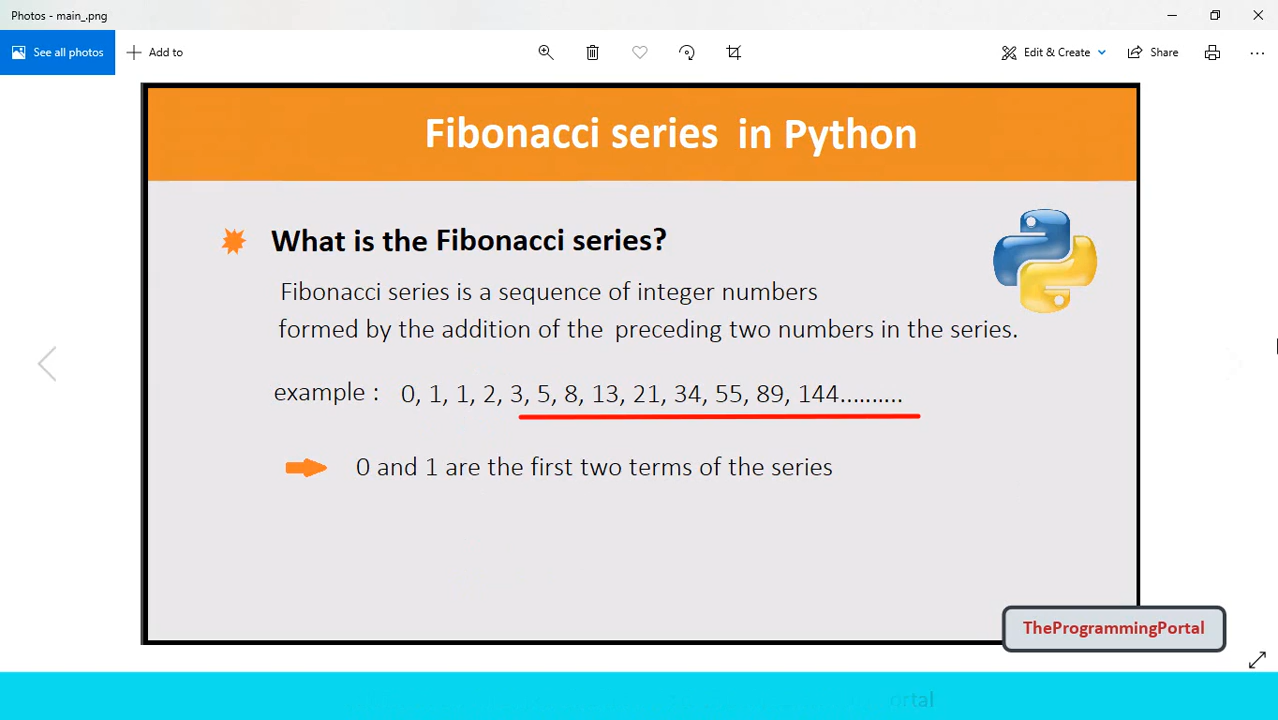 Photos - main_.png
See all photos
Add to
Edit & Create
Share
Fibonacci series in Python
What is the Fibonacci series?
Fibonacci series is a sequence of integer numbers
formed by the addition of the preceding two numbers in the series.
example : 0, 1, 1, 2, 3, 5, 8, 13, 21, 34, 55, 89, 144..........
0 and 1 are the first two terms of the series
TheProgrammingPortal